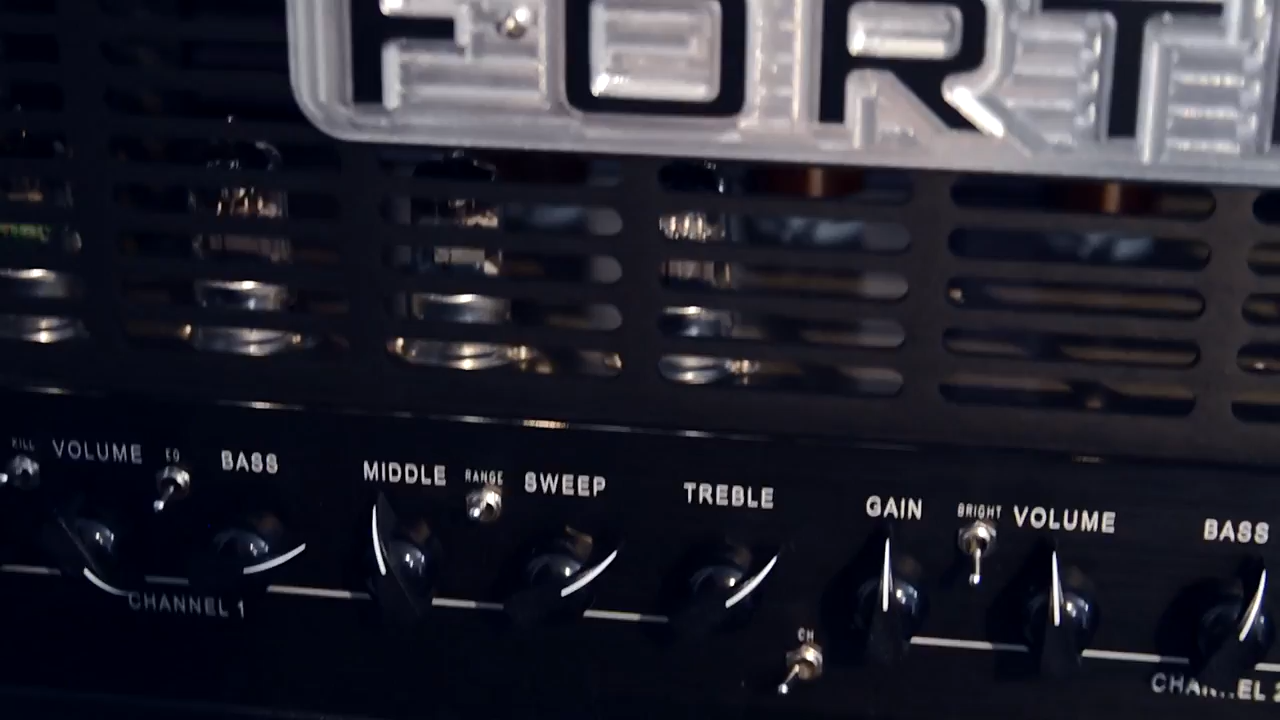 FORT
KILL VOLUME EQ BASS MIDDLE RANGE SWEEP TREBLE GAIN BRIGHT VOLUME BASS
CHANNEL 1
CH